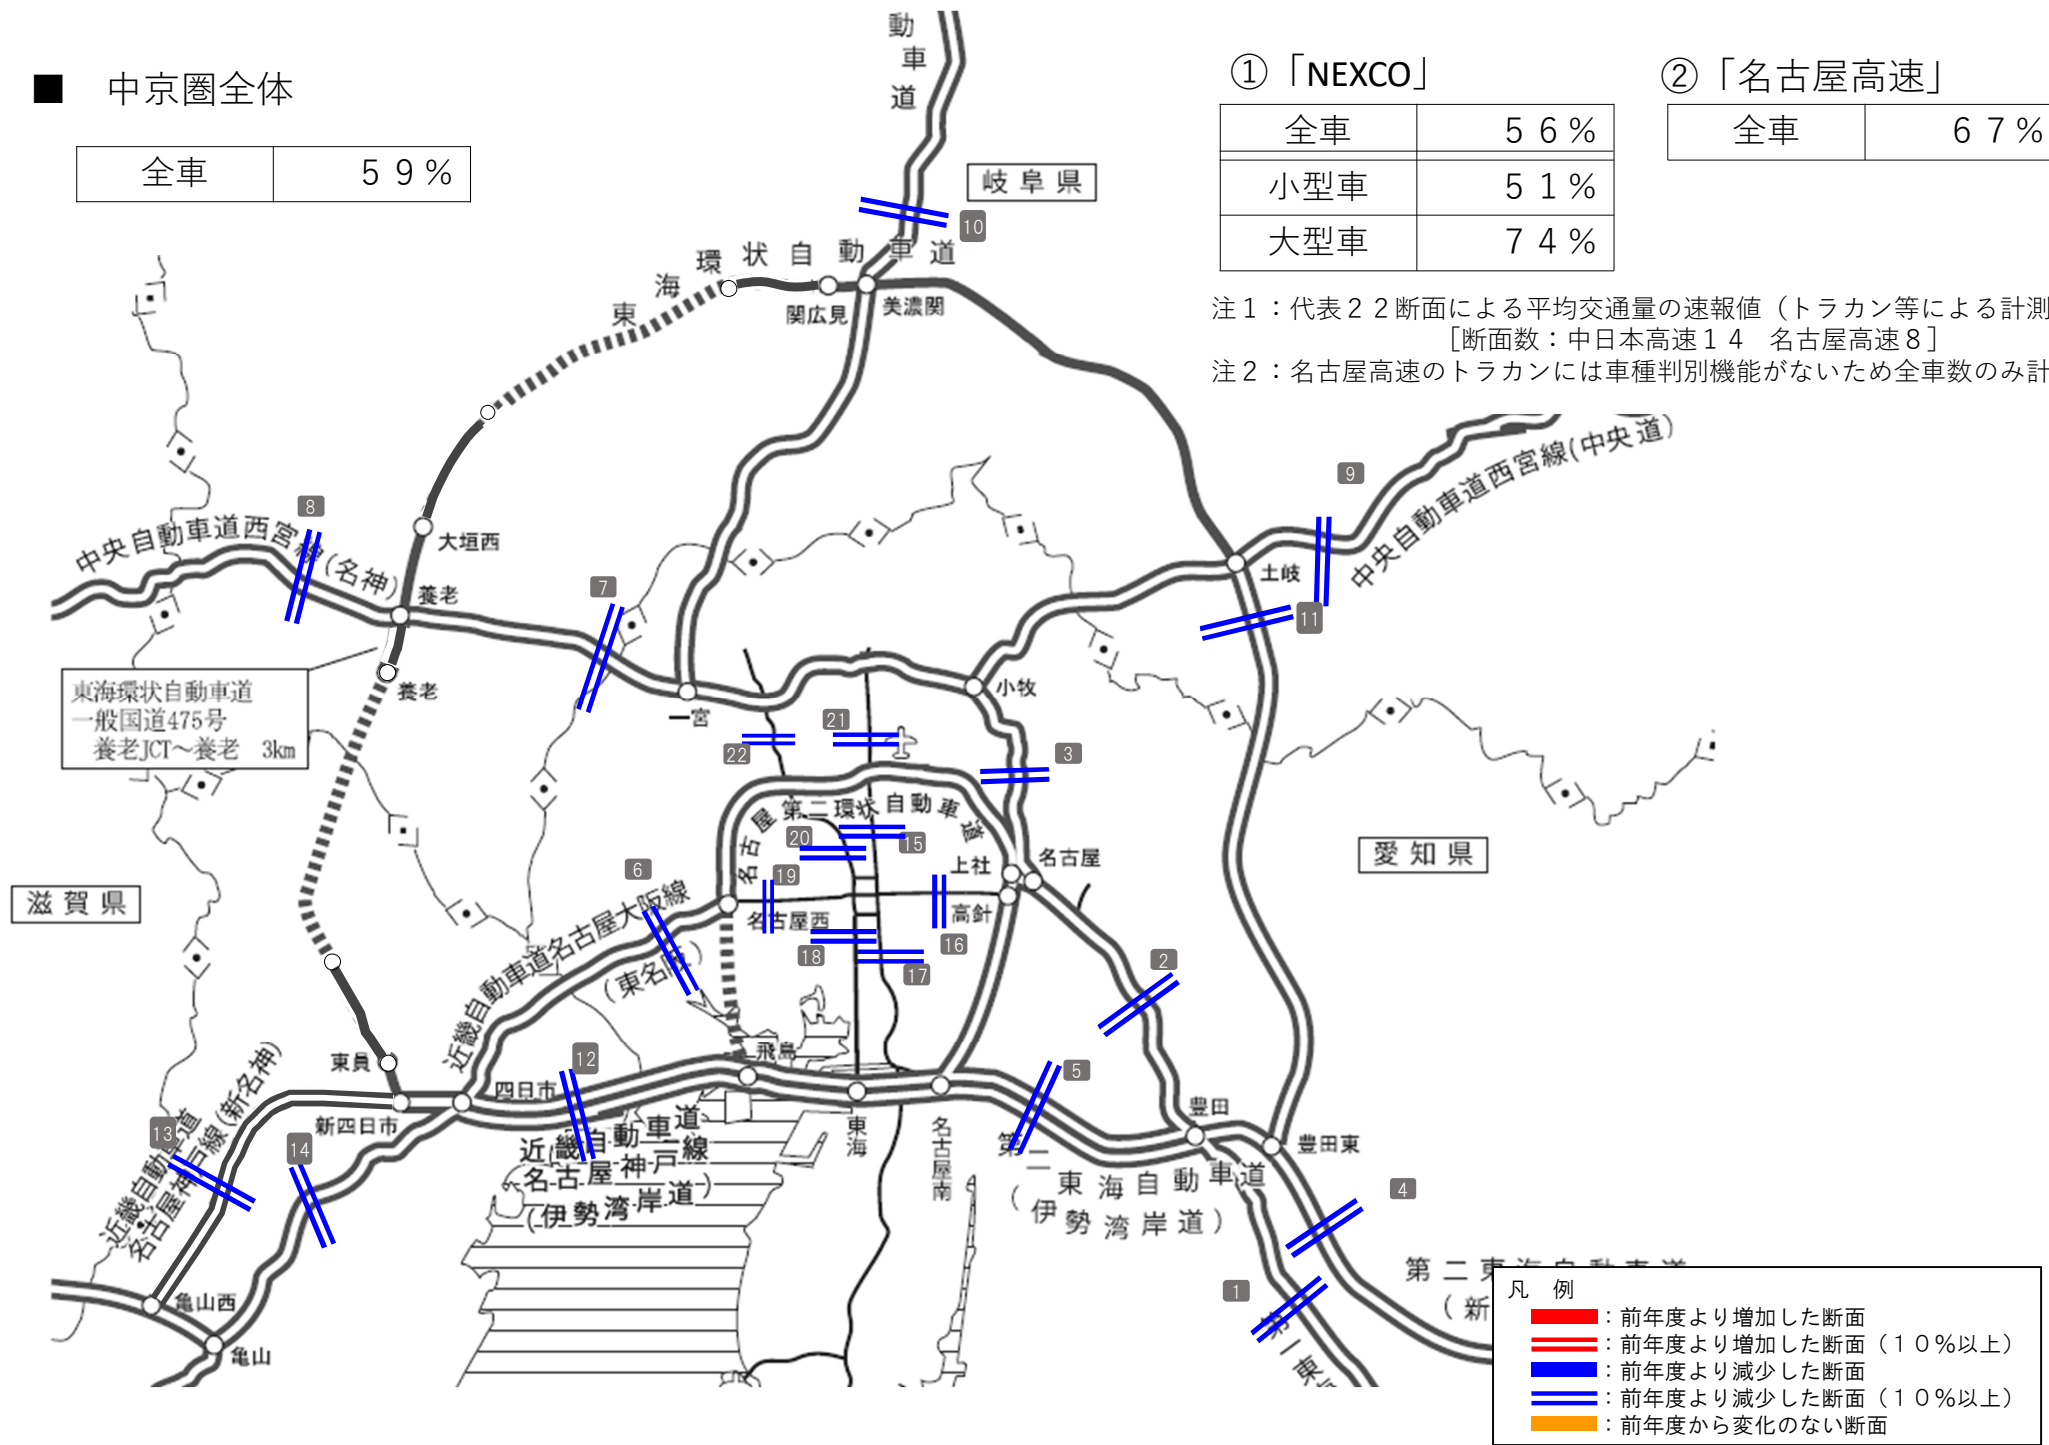 ■　中京圏全体
全車　５９％
①「NEXCO」
全車　５６％
小型車　５１％
大型車　７４％
②「名古屋高速」
全車　６７％
注１：代表２２断面による平均交通量の速報値（トラカン等による計測
［断面数：中日本高速１４　名古屋高速８］
注２：名古屋高速のトラカンには車種判別機能がないため全車数のみ計
動車道
岐阜県
10
東海環状自動車道
関広見
美濃関
9
中央自動車道西宮線(中央道)
8
中央自動車道西宮線(名神)
大垣西
養老
7
土岐
11
養老
東海環状自動車道
一般国道475号
養老JCT～養老　3km
一宮
小牧
22
21
3
名古屋第二環状自動車道
20
15
上社
名古屋
愛知県
滋賀県
6
19
名古屋西
高針
16
18
17
2
近畿自動車道名古屋大阪線
(東名阪)
東員
12
飛島
5
四日市
新四日市
東海
名古屋南
豊田
豊田東
13
近畿自動車道
名古屋神戸線(新名神)
14
近畿自動車道
名古屋神戸線
(伊勢湾岸道)
第二東海自動車道
(伊勢湾岸道)
4
1
亀山西
亀山
第一東
第二東海自動車道
(新
凡　例
：前年度より増加した断面
：前年度より増加した断面（１０％以上）
：前年度より減少した断面
：前年度より減少した断面（１０％以上）
：前年度から変化のない断面